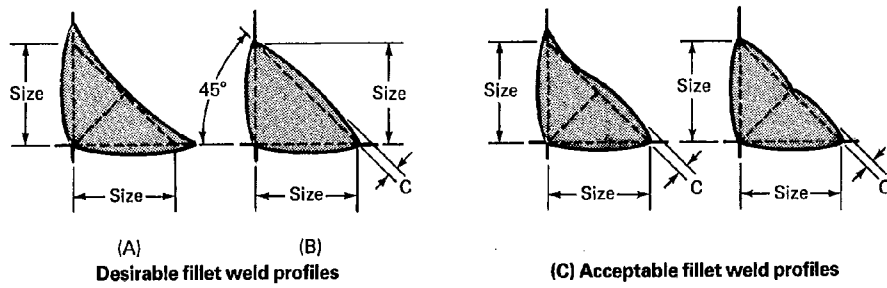 Size
45°
Size
C
Size
Size
Size
Size
C
Size
Size
C
Size
(A)
(B)
Desirable fillet weld profiles
(C) Acceptable fillet weld profiles